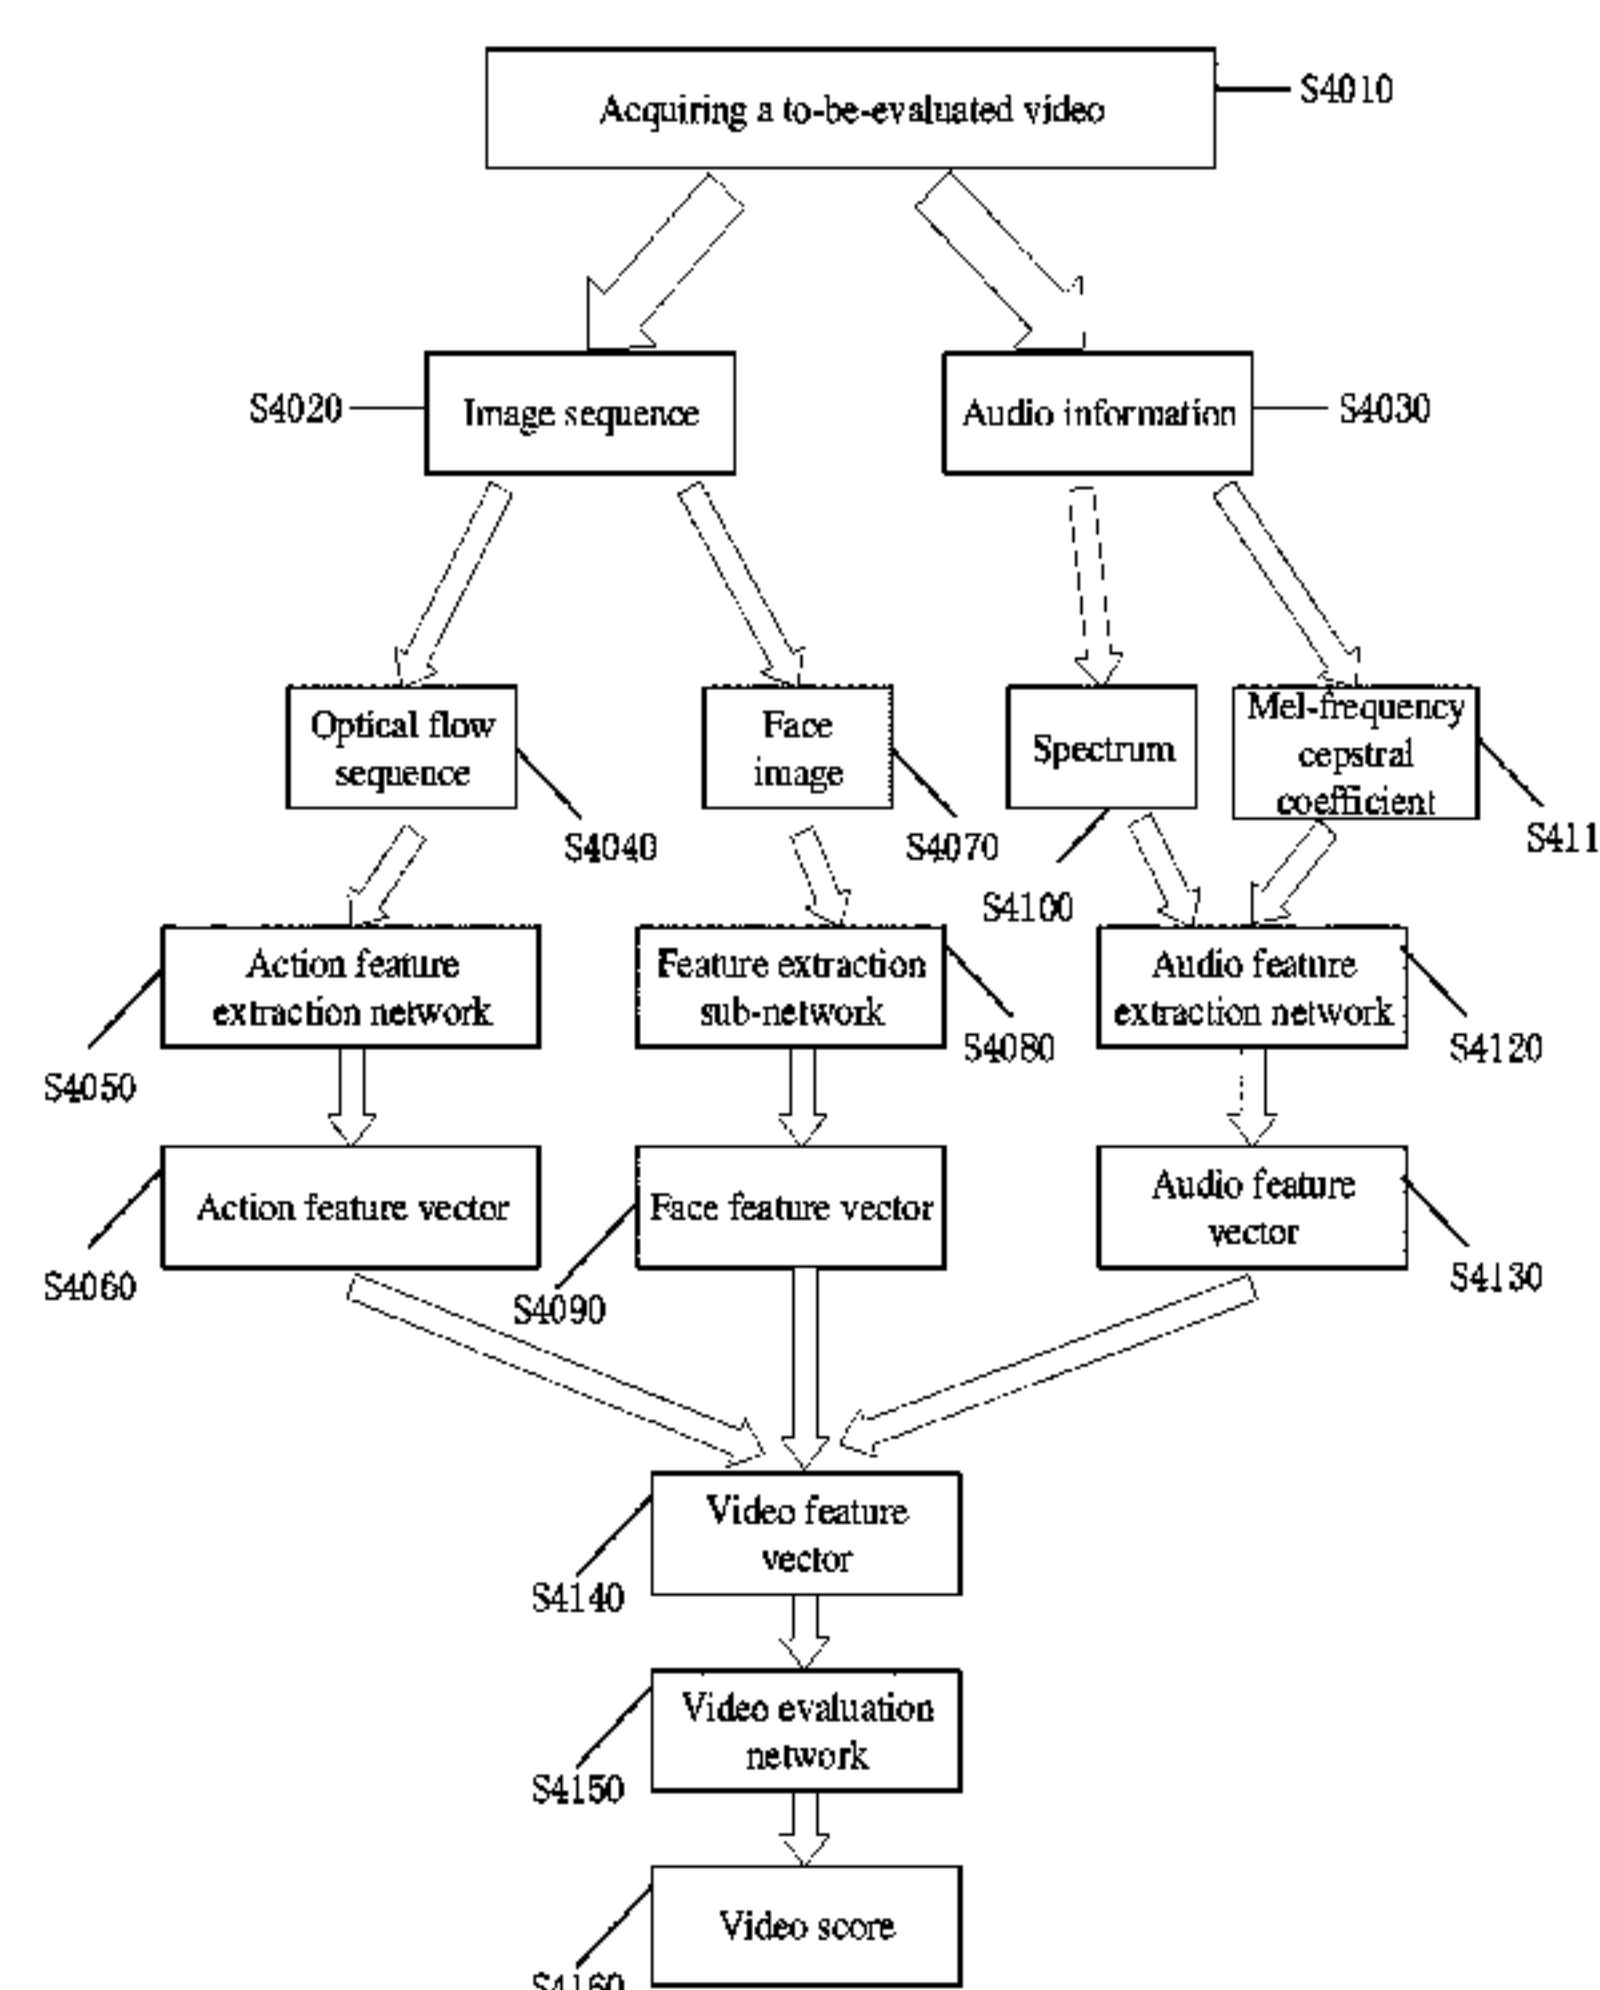 Acquiring a to-be-evaluated video
S4010
S4020
Image sequence
Audio information
S4030
Optical flow
sequence
S4040
Face
image
S4070
Spectrum
S4100
Mel-frequency
cepstral
coefficient
S411
Action feature
extraction network
S4050
Feature extraction
sub-network
S4080
Audio feature
extraction network
S4120
Action feature vector
S4060
Face feature vector
S4090
Audio feature
vector
S4130
Video feature
vector
S4140
Video evaluation
network
S4150
Video score
S4160